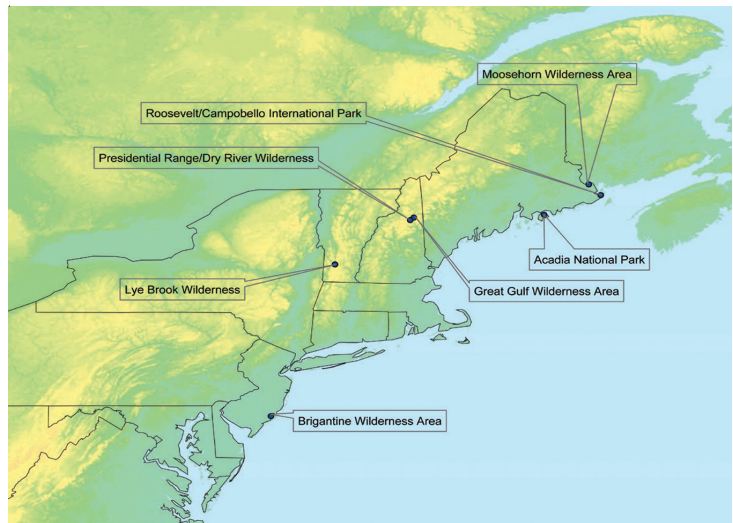 Moosehorn Wilderness Area
Roosevelt/Campobello International Park
Presidential Range/Dry River Wilderness
Acadia National Park
Lye Brook Wilderness
Great Gulf Wilderness Area
Brigantine Wilderness Area